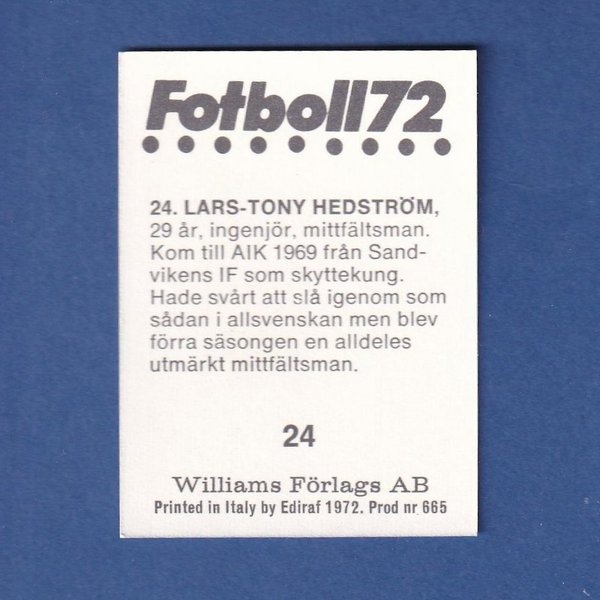 Fotboll72
24. LARS-TONY HEDSTRÖM,
29 år, ingenjör, mittfältsman.
Kom till AIK 1969 från Sand-
vikens IF som skyttekung.
Hade svårt att slå igenom som
sådan i allsvenskan men blev
förra säsongen en alldeles
utmärkt mittfältsman.
24
Williams Förlags AB
Printed in Italy by Ediraf 1972. Prod nr 665